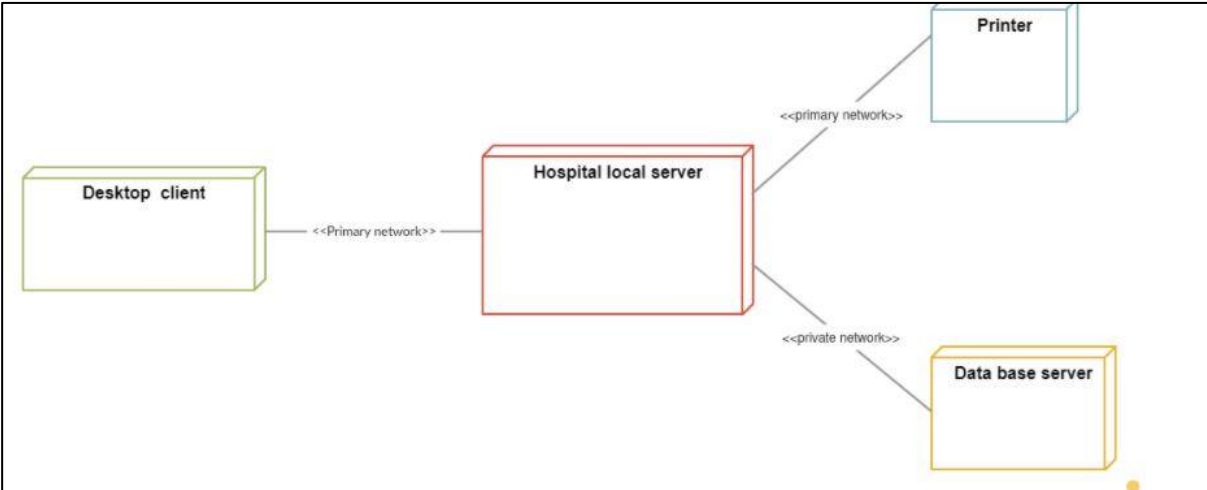 Printer
<<primary network>>
Hospital local server
Desktop client
<<Primary network>>
<<private network>>
Data base server